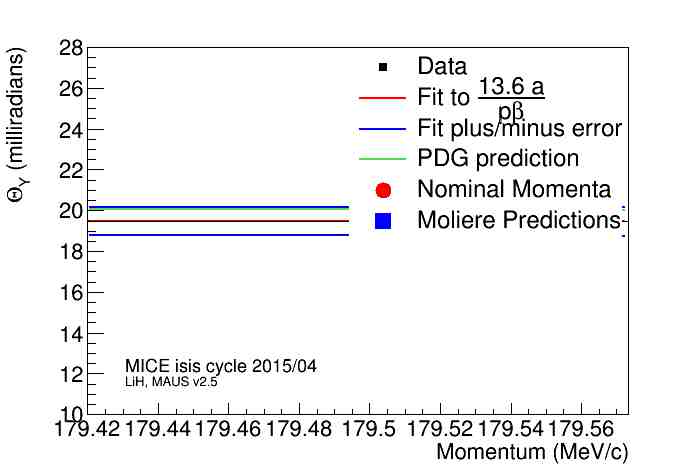 Θ_Y (milliradians)
28
26
24
22
20
18
16
14
12
10
Data
Fit to 13.6 a
pβ
Fit plus/minus error
PDG prediction
Nominal Momenta
Moliere Predictions
MICE isis cycle 2015/04
LiH, MAUS v2.5
179.42 179.44 179.46 179.48 179.5 179.52 179.54 179.56
Momentum (MeV/c)